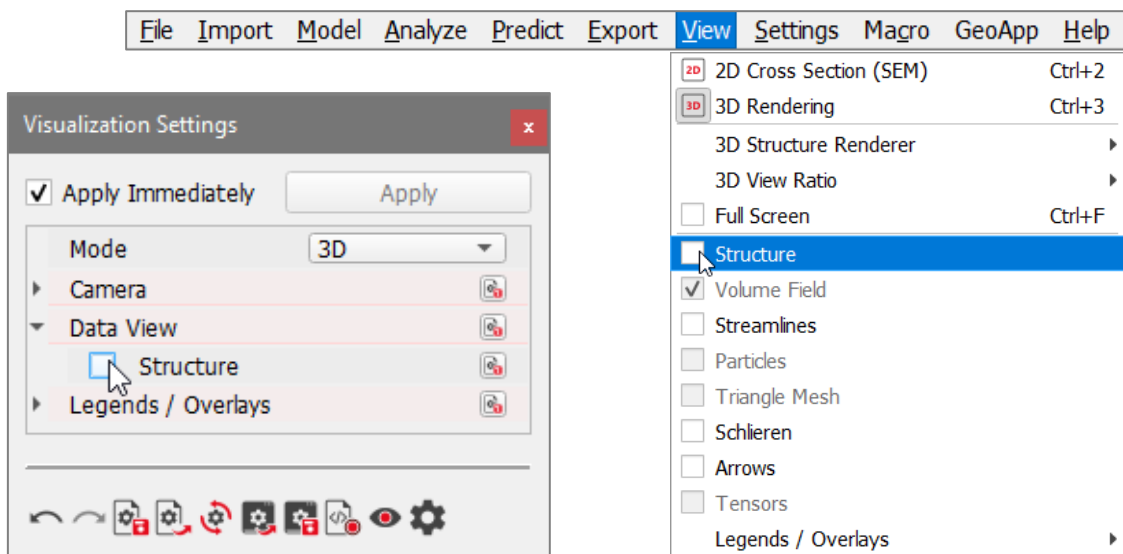 File Import Model Analyze Predict Export View Settings Macro GeoApp Help
Visualization Settings
x
Apply Immediately Apply
Mode 3D
Camera
Data View
Structure
Legends / Overlays
2D 2D Cross Section (SEM) Ctrl+2
3D 3D Rendering Ctrl+3
3D Structure Renderer
3D View Ratio
Full Screen Ctrl+F
Structure
Volume Field
Streamlines
Particles
Triangle Mesh
Schlieren
Arrows
Tensors
Legends / Overlays